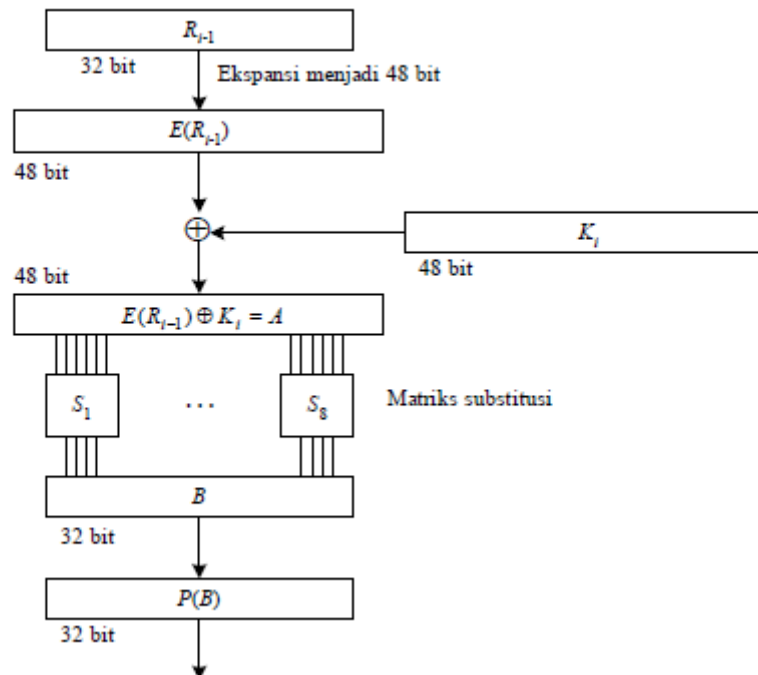 R_{i-1}
32 bit
Ekspansi menjadi 48 bit
E(R_{i-1})
48 bit
⊕
K_i
48 bit
48 bit
E(R_{i-1}) ⊕ K_i = A
S_1
...
S_8
Matriks substitusi
B
32 bit
P(B)
32 bit